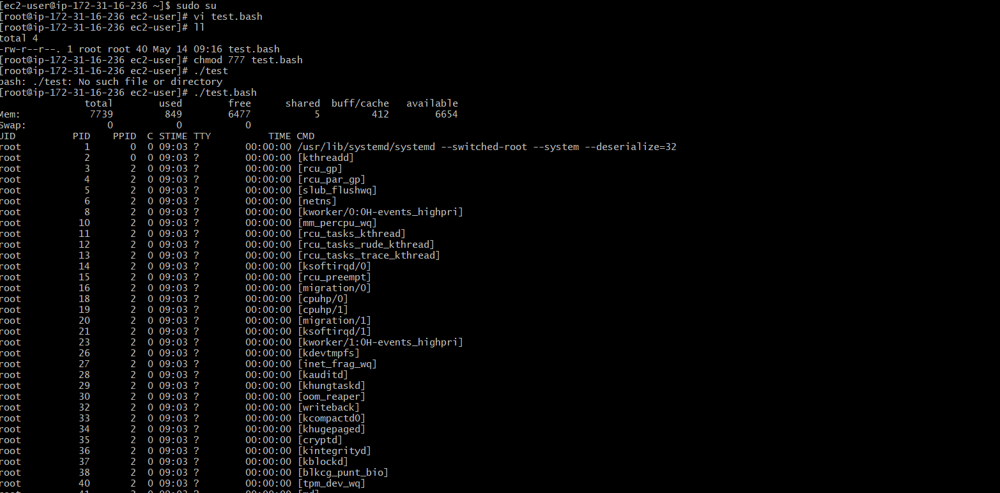 [ec2-user@ip-172-31-16-236 ~]$ sudo su
[root@ip-172-31-16-236 ec2-user]# vi test.bash
[root@ip-172-31-16-236 ec2-user]# ll
total 4
-rw-r--r--. 1 root root 40 May 14 09:16 test.bash
[root@ip-172-31-16-236 ec2-user]# chmod 777 test.bash
[root@ip-172-31-16-236 ec2-user]# ./test
bash: ./test: No such file or directory
[root@ip-172-31-16-236 ec2-user]# ./test.bash
total used free shared buff/cache available
Mem: 7739 849 6477 5 412 6654
Swap: 0 0 0
UID PID PPID C STIME TTY TIME CMD
root 1 0 0 09:03 ? 00:00:00 /usr/lib/systemd/systemd --switched-root --system --deserialize=32
root 2 0 0 09:03 ? 00:00:00 [kthreadd]
root 3 2 0 09:03 ? 00:00:00 [rcu_gp]
root 4 2 0 09:03 ? 00:00:00 [rcu_par_gp]
root 5 2 0 09:03 ? 00:00:00 [slub_flushwq]
root 6 2 0 09:03 ? 00:00:00 [netns]
root 8 2 0 09:03 ? 00:00:00 [kworker/0:0H-events_highpri]
root 10 2 0 09:03 ? 00:00:00 [mm_percpu_wq]
root 11 2 0 09:03 ? 00:00:00 [rcu_tasks_kthread]
root 12 2 0 09:03 ? 00:00:00 [rcu_tasks_rude_kthread]
root 13 2 0 09:03 ? 00:00:00 [rcu_tasks_trace_kthread]
root 14 2 0 09:03 ? 00:00:00 [ksoftirqd/0]
root 15 2 0 09:03 ? 00:00:00 [rcu_preempt]
root 16 2 0 09:03 ? 00:00:00 [migration/0]
root 18 2 0 09:03 ? 00:00:00 [cpuhp/0]
root 19 2 0 09:03 ? 00:00:00 [cpuhp/1]
root 20 2 0 09:03 ? 00:00:00 [migration/1]
root 21 2 0 09:03 ? 00:00:00 [ksoftirqd/1]
root 23 2 0 09:03 ? 00:00:00 [kworker/1:0H-events_highpri]
root 26 2 0 09:03 ? 00:00:00 [kdevtmpfs]
root 27 2 0 09:03 ? 00:00:00 [inet_frag_wq]
root 28 2 0 09:03 ? 00:00:00 [kauditd]
root 29 2 0 09:03 ? 00:00:00 [khungtaskd]
root 30 2 0 09:03 ? 00:00:00 [oom_reaper]
root 32 2 0 09:03 ? 00:00:00 [writeback]
root 33 2 0 09:03 ? 00:00:00 [kcompactd0]
root 34 2 0 09:03 ? 00:00:00 [khugepaged]
root 35 2 0 09:03 ? 00:00:00 [cryptd]
root 36 2 0 09:03 ? 00:00:00 [kintegrityd]
root 37 2 0 09:03 ? 00:00:00 [kblockd]
root 38 2 0 09:03 ? 00:00:00 [blkcg_punt_bio]
root 40 2 0 09:03 ? 00:00:00 [tpm_dev_wq]